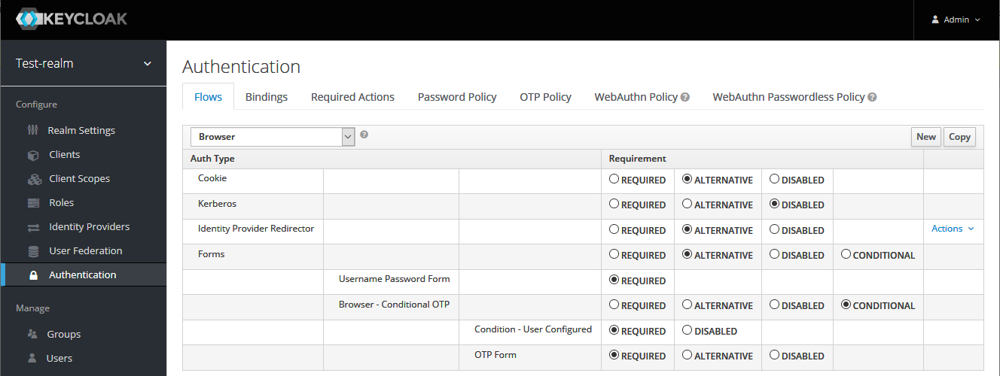 KEYCLOAK
Admin
Test-realm
Configure
Realm Settings
Clients
Client Scopes
Roles
Identity Providers
User Federation
Authentication
Manage
Groups
Users
Authentication
Flows Bindings Required Actions Password Policy OTP Policy WebAuthn Policy ? WebAuthn Passwordless Policy ?
Browser ? New Copy
Auth Type Requirement
Cookie REQUIRED ALTERNATIVE DISABLED
Kerberos REQUIRED ALTERNATIVE DISABLED
Identity Provider Redirector REQUIRED ALTERNATIVE DISABLED Actions
Forms REQUIRED ALTERNATIVE DISABLED CONDITIONAL
Username Password Form REQUIRED
Browser - Conditional OTP REQUIRED ALTERNATIVE DISABLED CONDITIONAL
Condition - User Configured REQUIRED DISABLED
OTP Form REQUIRED ALTERNATIVE DISABLED